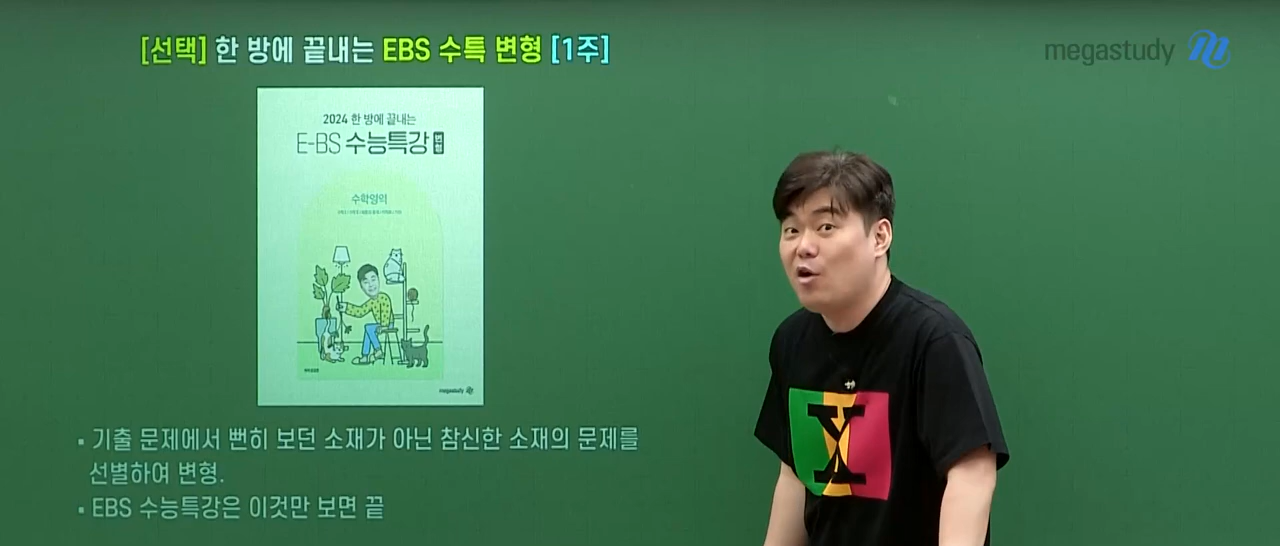 [선택] 한 방에 끝내는 EBS 수특 변형 [1주]
megastudy
2024 한 방에 끝내는
E-BS 수능특강 변형
수학영역
megastudy
▪ 기출 문제에서 뻔히 보던 소재가 아닌 참신한 소재의 문제를
선별하여 변형.
▪ EBS 수능특강은 이것만 보면 끝
X